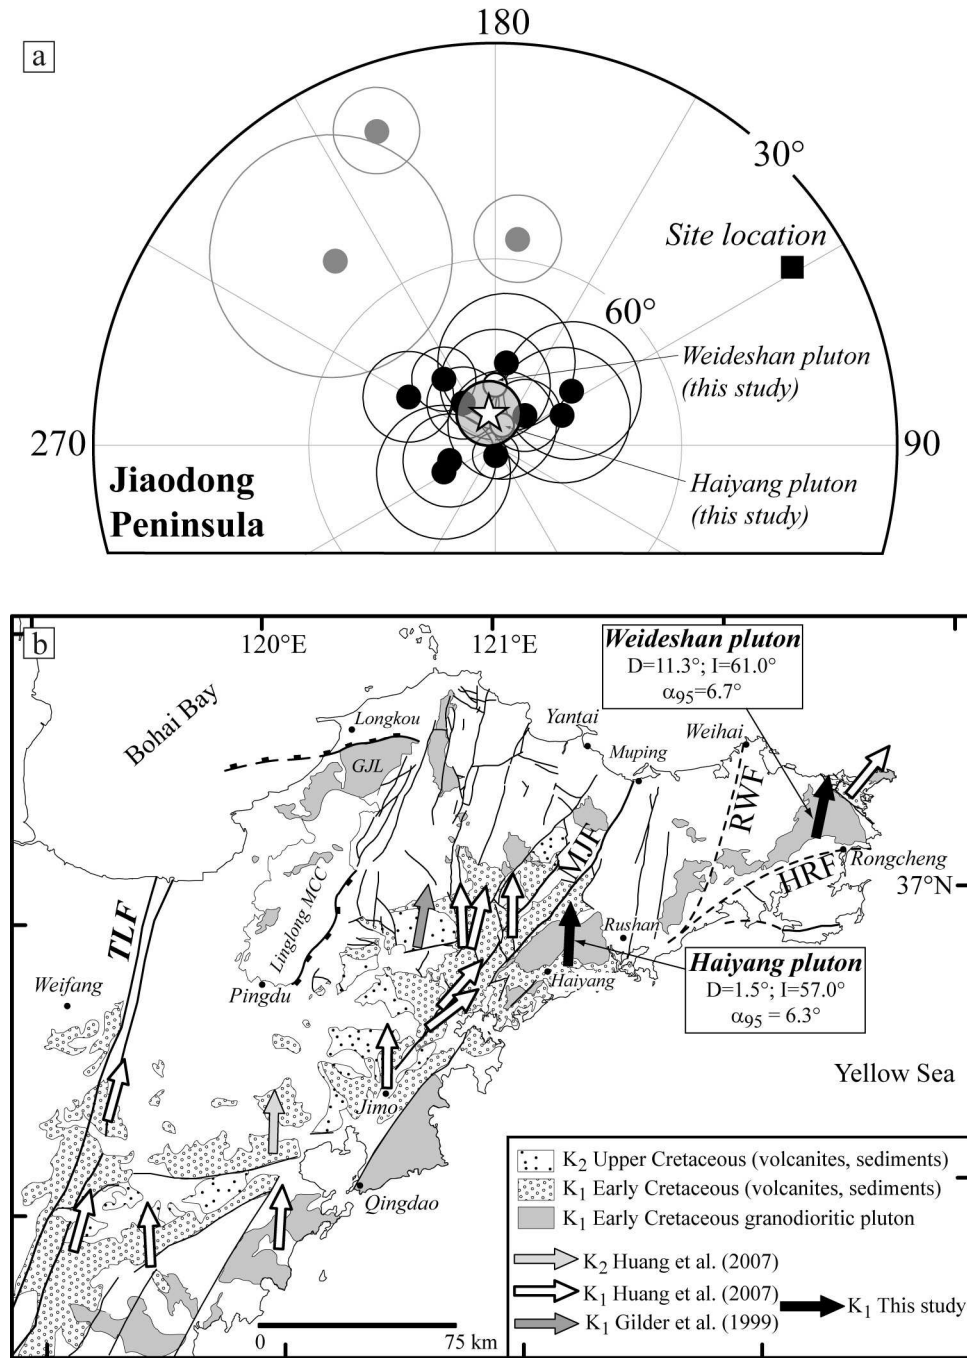 a
180
30°
Site location
60°
Weideshan pluton
(this study)
270
90
Jiaodong
Peninsula
Haiyang pluton
(this study)
b
120°E
121°E
Weideshan pluton
D=11.3°; I=61.0°
α95=6.7°
Bohai Bay
Longkou
Yantai
Weihai
Muping
GJL
RWF
MJF
Rongcheng
HRF
37°N
Linglong MCC
TLF
Rushan
Weifang
Pingdu
Haiyang
Haiyang pluton
D=1.5°; I=57.0°
α95 = 6.3°
Yellow Sea
Jimo
Qingdao
K2 Upper Cretaceous (volcanites, sediments)
K1 Early Cretaceous (volcanites, sediments)
K1 Early Cretaceous granodioritic pluton
K2 Huang et al. (2007)
K1 Huang et al. (2007)
K1 This study
K1 Gilder et al. (1999)
0 75 km